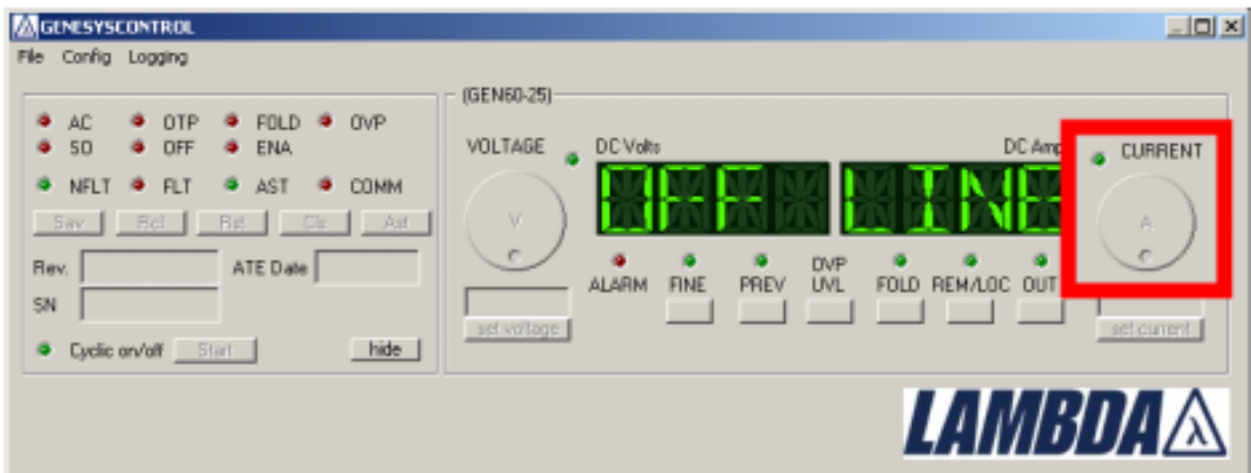 GENESYSCONTROL
File Config Logging
AC OTP FOLD OVP
SO OFF ENA
NFLT FLT AST COMM
Sav Rcl Rst Cls Ast
Rev. ATE Date
SN
Cyclic on/off Start hide
(GEN60-25)
VOLTAGE DC Volts DC Amp CURRENT
OFF LINE
V A
ALARM FINE PREV OVP UVL FOLD REM/LOC OUT
set voltage set current
LAMBDA λ